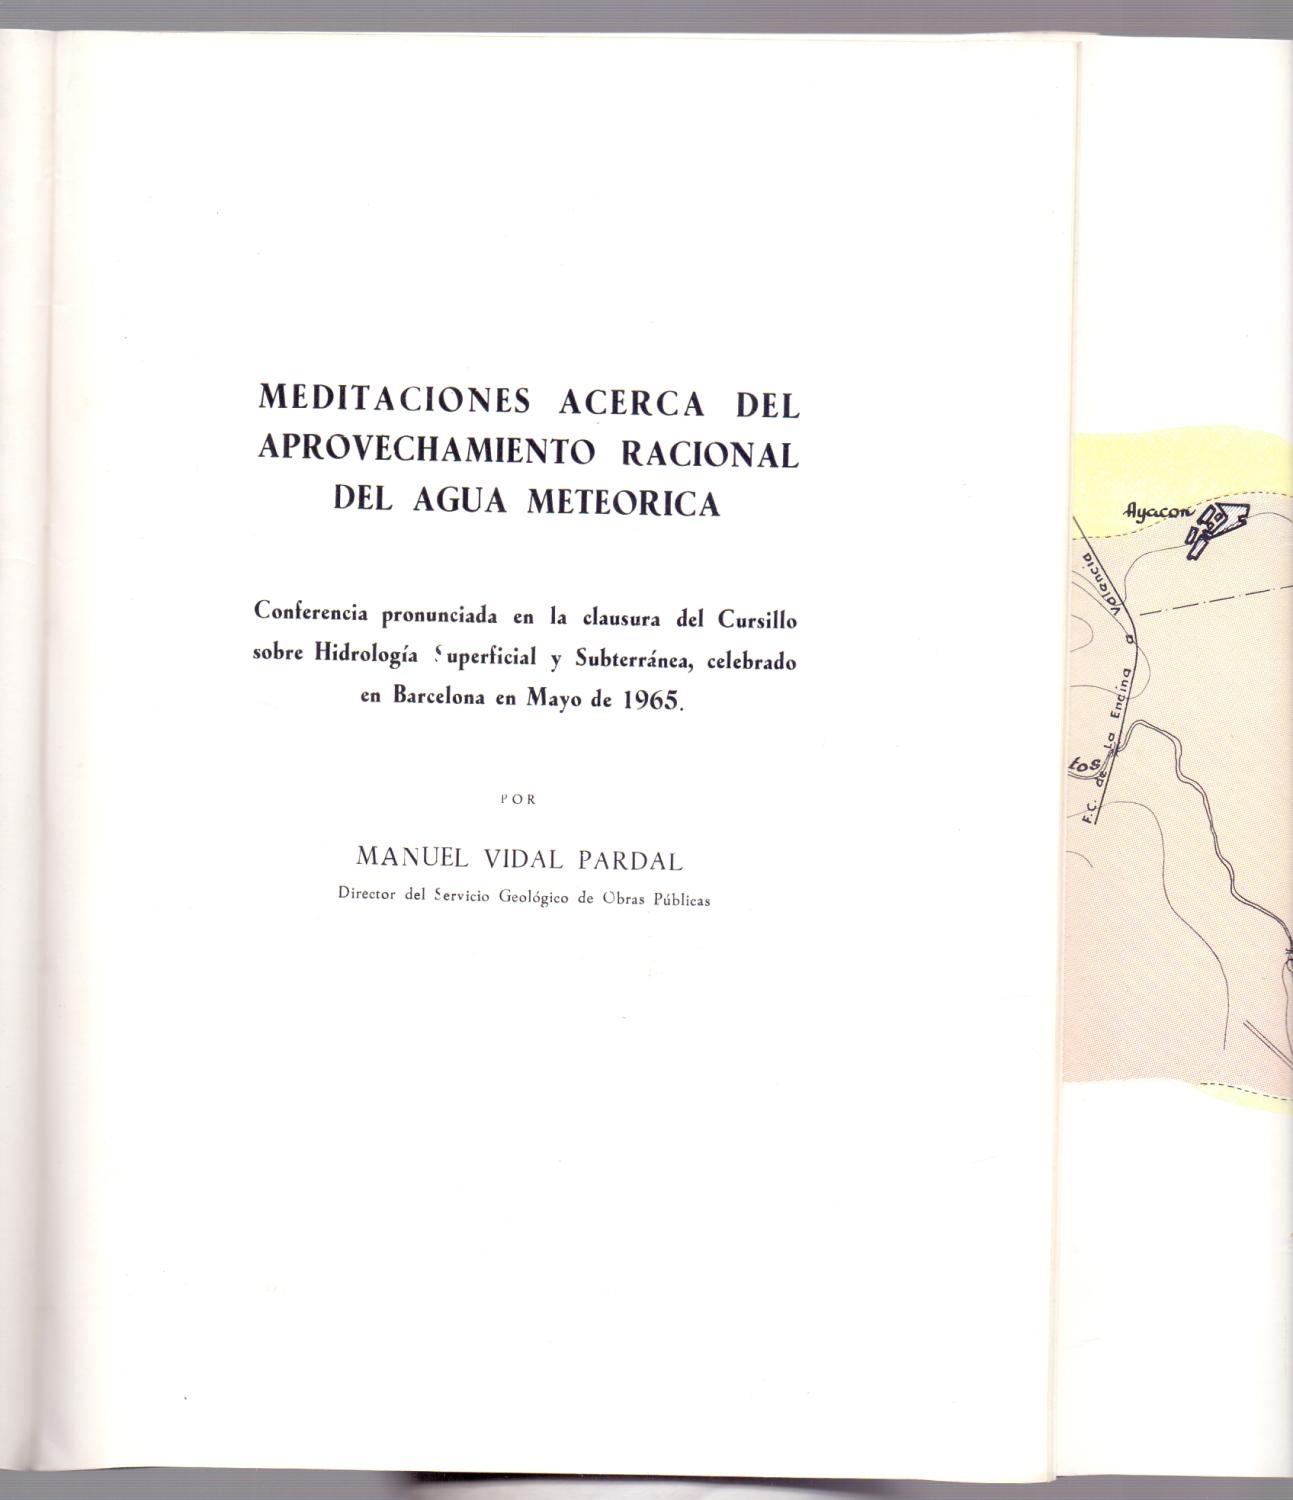 MEDITACIONES ACERCA DEL
APROVECHAMIENTO RACIONAL
DEL AGUA METEORICA
Conferencia pronunciada en la clausura del Cursillo
sobre Hidrología Superficial y Subterránea, celebrado
en Barcelona en Mayo de 1965.
POR
MANUEL VIDAL PARDAL
Director del Servicio Geológico de Obras Públicas
Ayacor
F.C. de La Encina a Valencia
tos